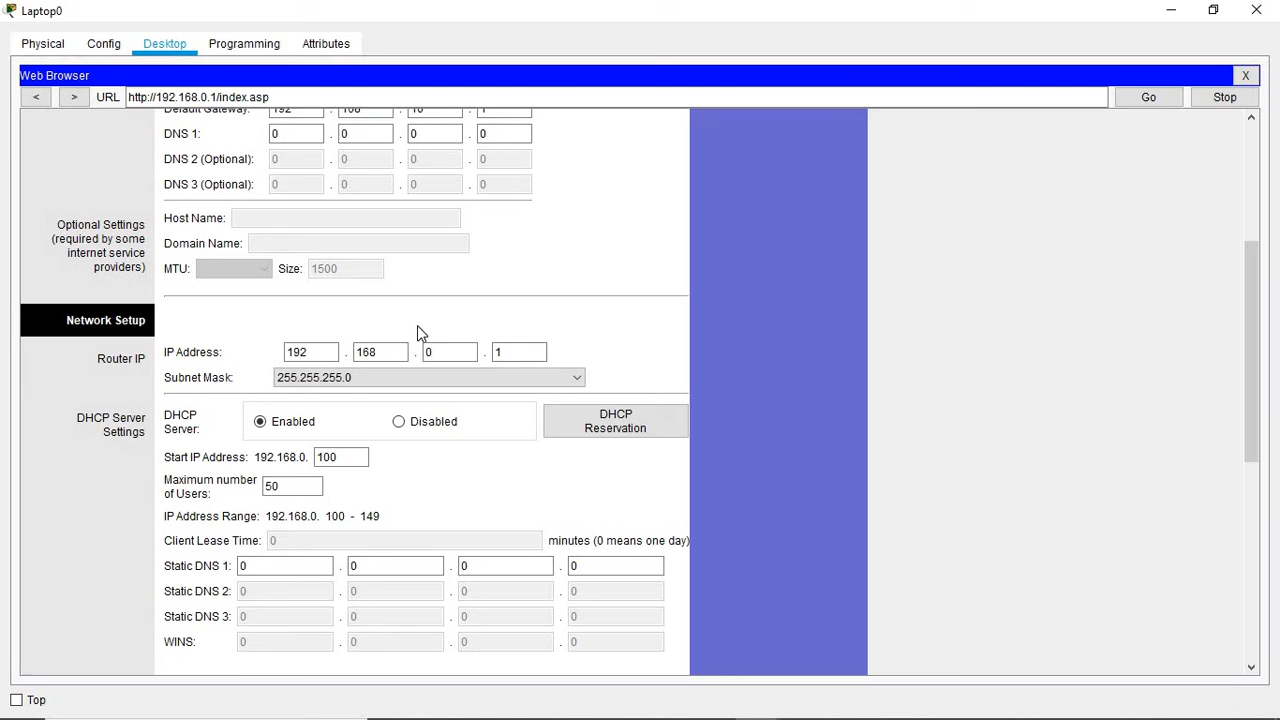 Laptop0
Physical Config Desktop Programming Attributes
Web Browser X
< > URL http://192.168.0.1/index.asp Go Stop
Default Gateway: 192 . 168 . 10 . 1
DNS 1: 0 . 0 . 0 . 0
DNS 2 (Optional): 0 . 0 . 0 . 0
DNS 3 (Optional): 0 . 0 . 0 . 0
Optional Settings
(required by some
internet service
providers)
Host Name:
Domain Name:
MTU: Size: 1500
Network Setup
Router IP
IP Address: 192 . 168 . 0 . 1
Subnet Mask: 255.255.255.0
DHCP Server
Settings
DHCP
Server:
Enabled Disabled
DHCP
Reservation
Start IP Address: 192.168.0. 100
Maximum number
of Users: 50
IP Address Range: 192.168.0. 100 - 149
Client Lease Time: 0 minutes (0 means one day)
Static DNS 1: 0 . 0 . 0 . 0
Static DNS 2: 0 . 0 . 0 . 0
Static DNS 3: 0 . 0 . 0 . 0
WINS: 0 . 0 . 0 . 0
Top